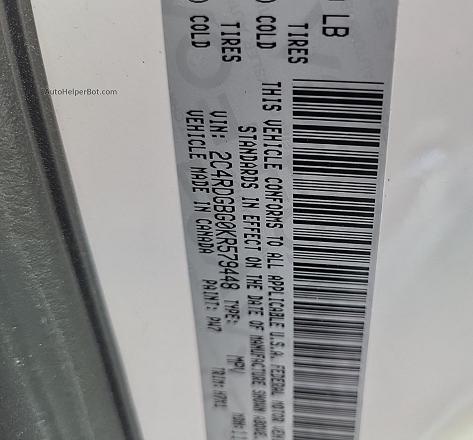 AutoHelperBot.com
LB
TIRES TIRES
COLD COLD
THIS VEHICLE CONFORMS TO ALL APPLICABLE U.S.A. FEDERAL MOTOR
STANDARDS IN EFFECT ON THE DATE OF MANUFACTURE SHOWN ABOVE.
VIN: 2C4RDGBG0KR579448 TYPE: MPV
VEHICLE MADE IN CANADA PAINT: PW7 TRIM: